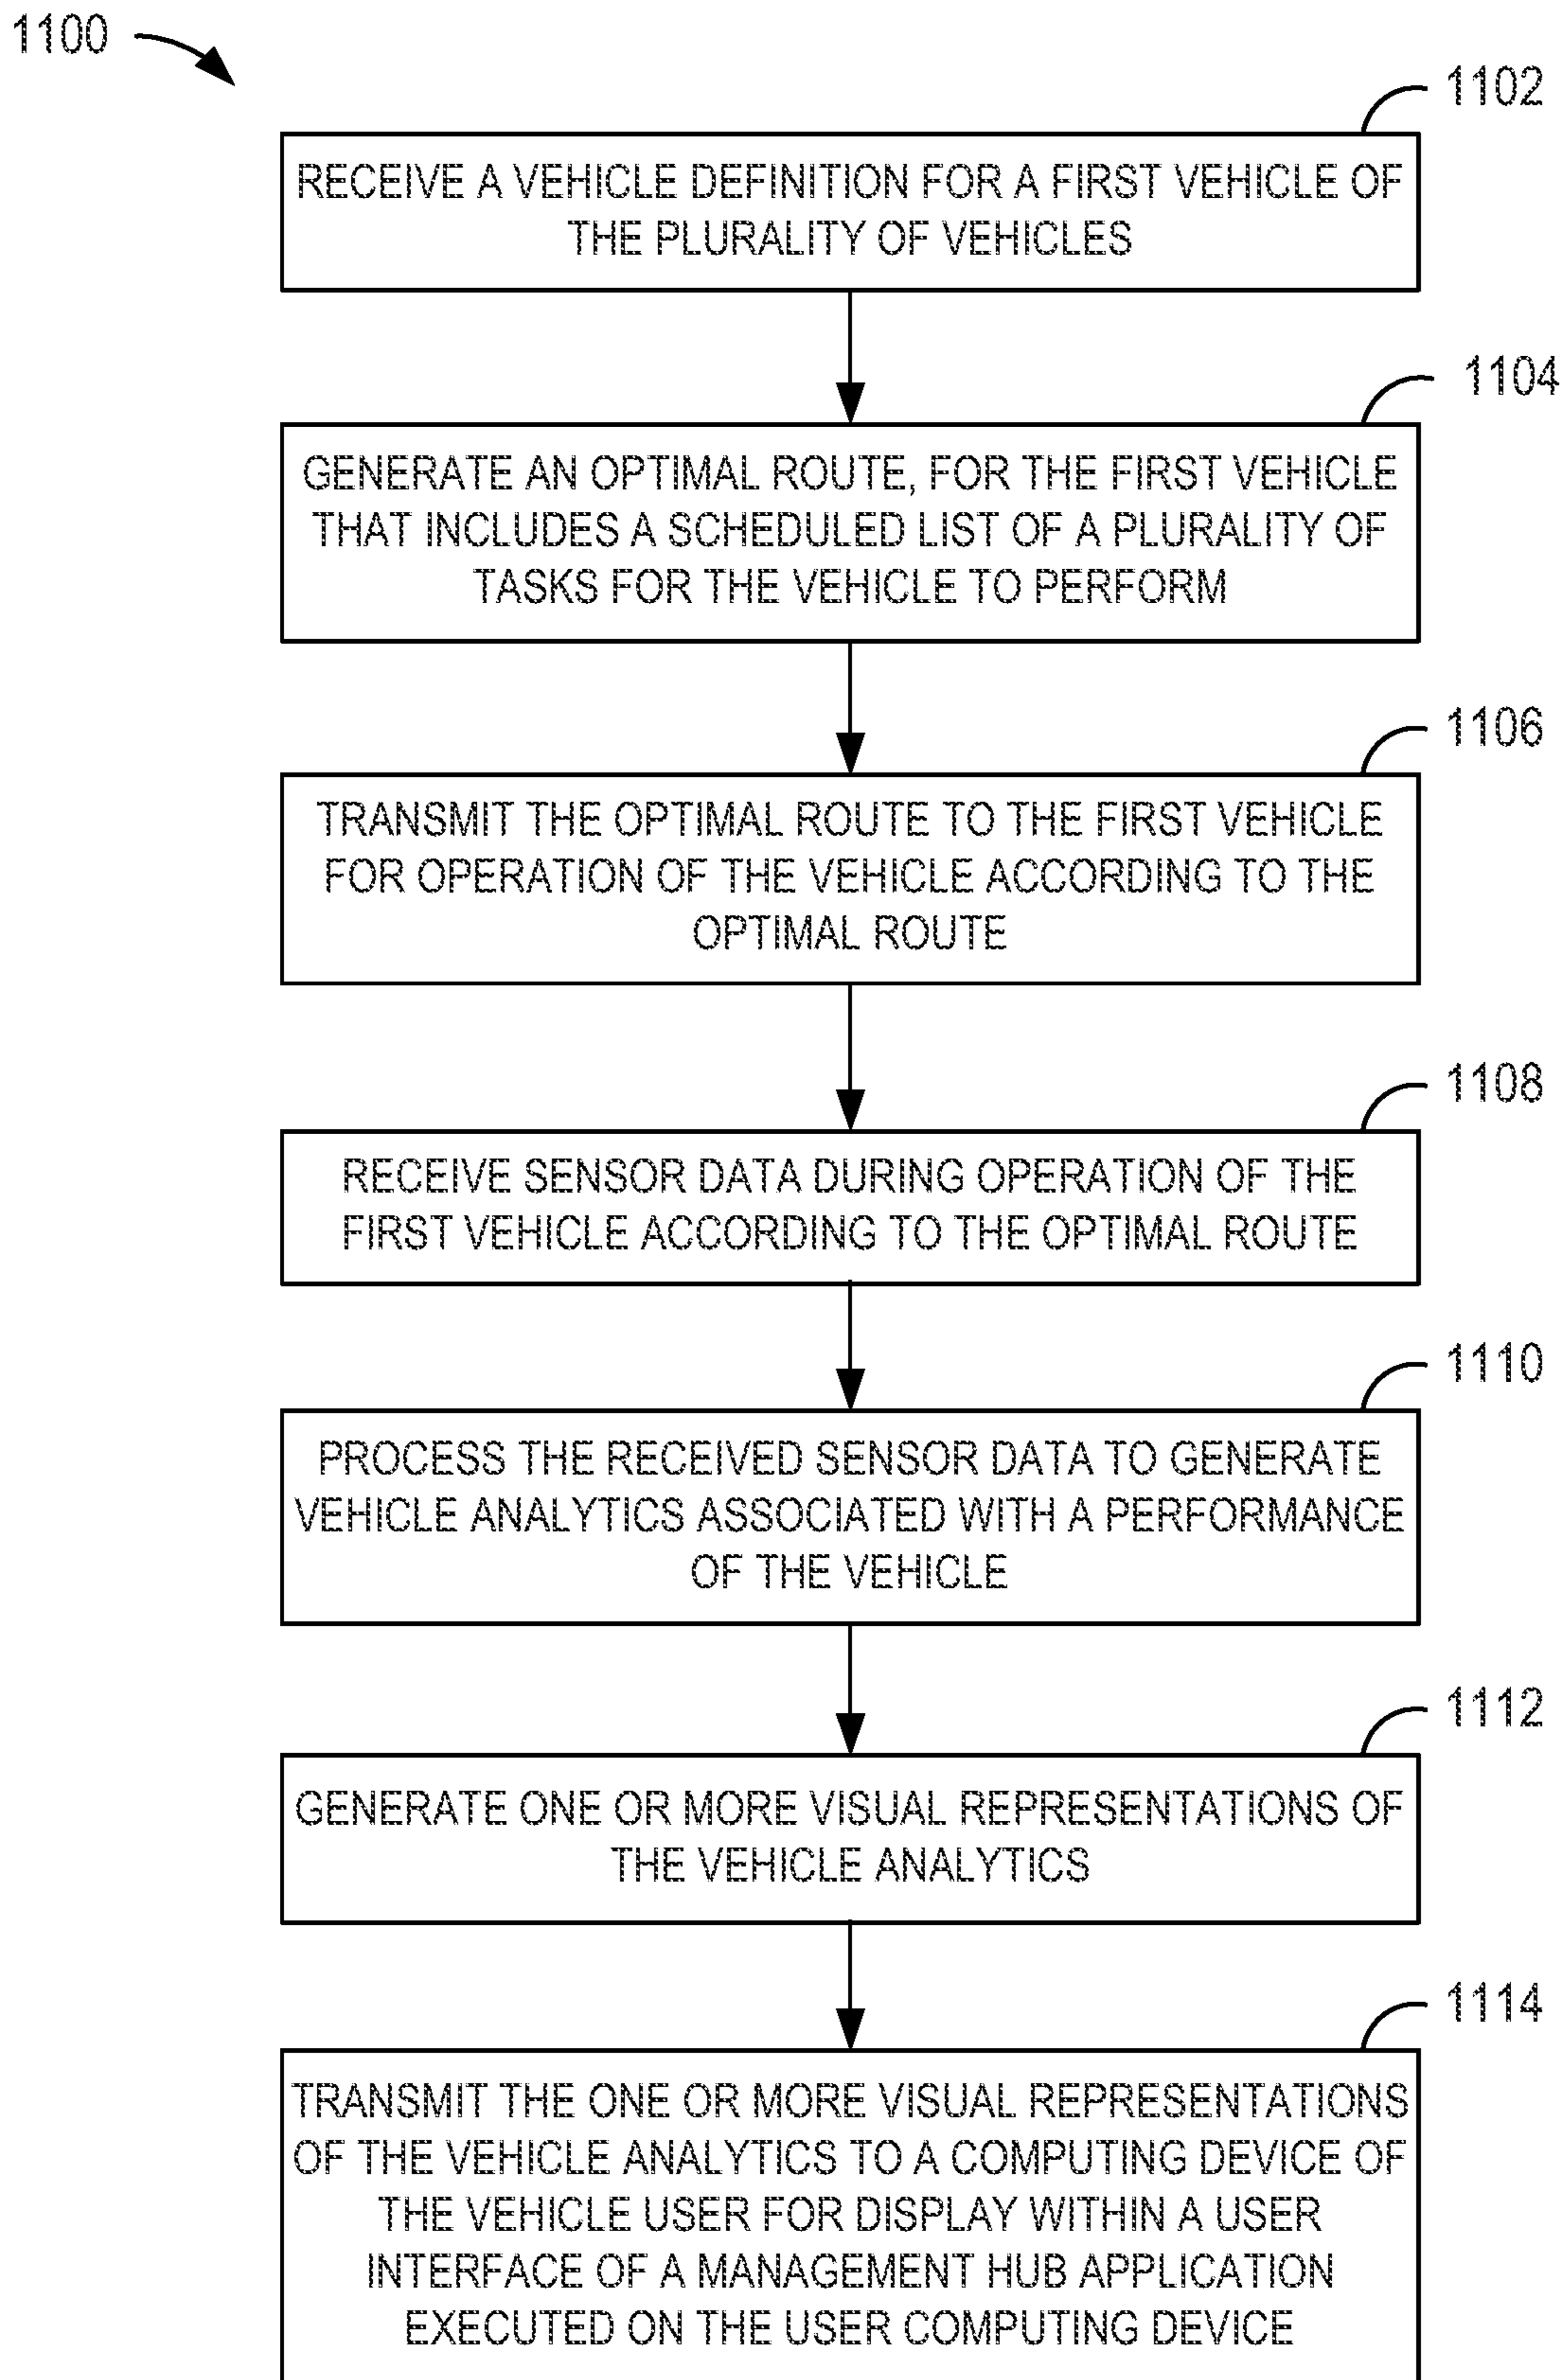 1100
1102
RECEIVE A VEHICLE DEFINITION FOR A FIRST VEHICLE OF
THE PLURALITY OF VEHICLES
1104
GENERATE AN OPTIMAL ROUTE, FOR THE FIRST VEHICLE
THAT INCLUDES A SCHEDULED LIST OF A PLURALITY OF
TASKS FOR THE VEHICLE TO PERFORM
1106
TRANSMIT THE OPTIMAL ROUTE TO THE FIRST VEHICLE
FOR OPERATION OF THE VEHICLE ACCORDING TO THE
OPTIMAL ROUTE
1108
RECEIVE SENSOR DATA DURING OPERATION OF THE
FIRST VEHICLE ACCORDING TO THE OPTIMAL ROUTE
1110
PROCESS THE RECEIVED SENSOR DATA TO GENERATE
VEHICLE ANALYTICS ASSOCIATED WITH A PERFORMANCE
OF THE VEHICLE
1112
GENERATE ONE OR MORE VISUAL REPRESENTATIONS OF
THE VEHICLE ANALYTICS
1114
TRANSMIT THE ONE OR MORE VISUAL REPRESENTATIONS
OF THE VEHICLE ANALYTICS TO A COMPUTING DEVICE OF
THE VEHICLE USER FOR DISPLAY WITHIN A USER
INTERFACE OF A MANAGEMENT HUB APPLICATION
EXECUTED ON THE USER COMPUTING DEVICE